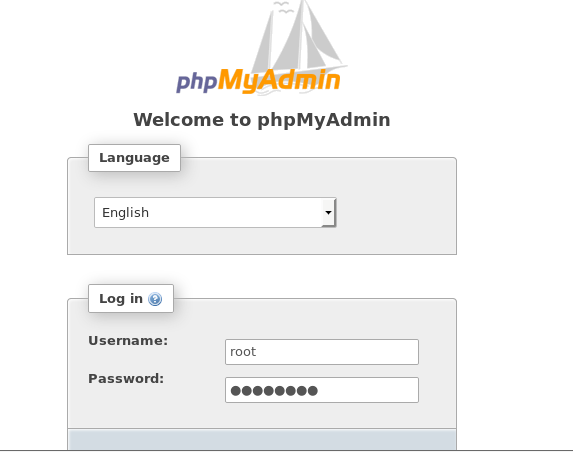 phpMyAdmin
Welcome to phpMyAdmin
Language
English
Log in
Username:
root
Password:
●●●●●●●●